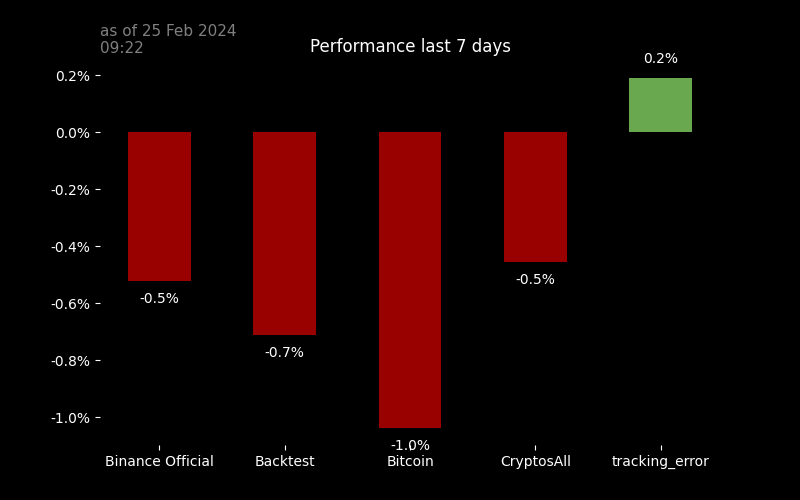 as of 25 Feb 2024
09:22
Performance last 7 days
0.2%
0.2%
0.0%
-0.2%
-0.4%
-0.6%
-0.8%
-1.0%
-0.5%
-0.7%
-1.0%
-0.5%
Binance Official
Backtest
Bitcoin
CryptosAll
tracking_error